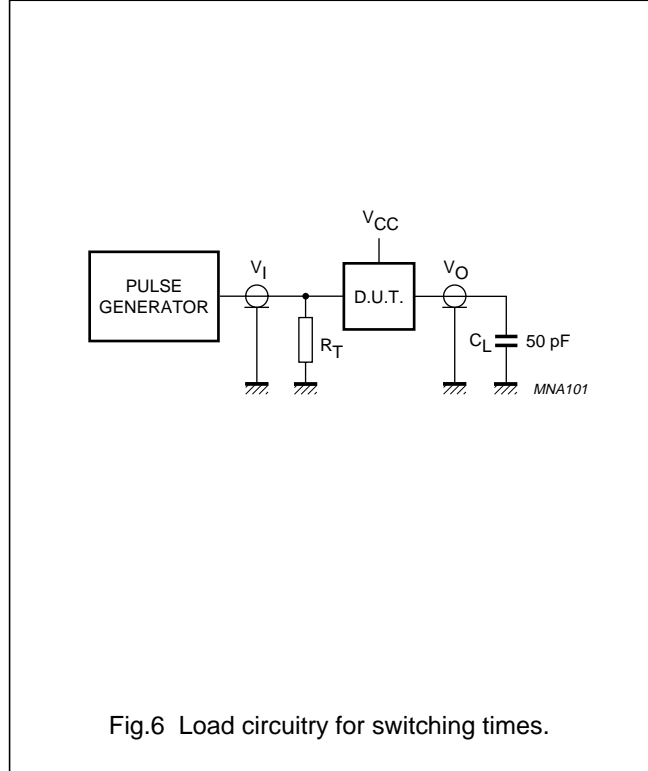 VCC
PULSE
GENERATOR
VI
D.U.T.
VO
RT
CL
50 pF
MNA101
Fig.6 Load circuitry for switching times.